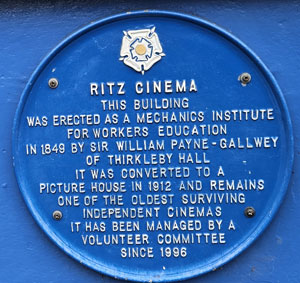 RITZ CINEMA
THIS BUILDING
WAS ERECTED AS A MECHANICS INSTITUTE
FOR WORKERS EDUCATION
IN 1849 BY SIR WILLIAM PAYNE-GALLWEY
OF THIRKLEBY HALL
IT WAS CONVERTED TO A
PICTURE HOUSE IN 1912 AND REMAINS
ONE OF THE OLDEST SURVIVING
INDEPENDENT CINEMAS
IT HAS BEEN MANAGED BY A
VOLUNTEER COMMITTEE
SINCE 1996